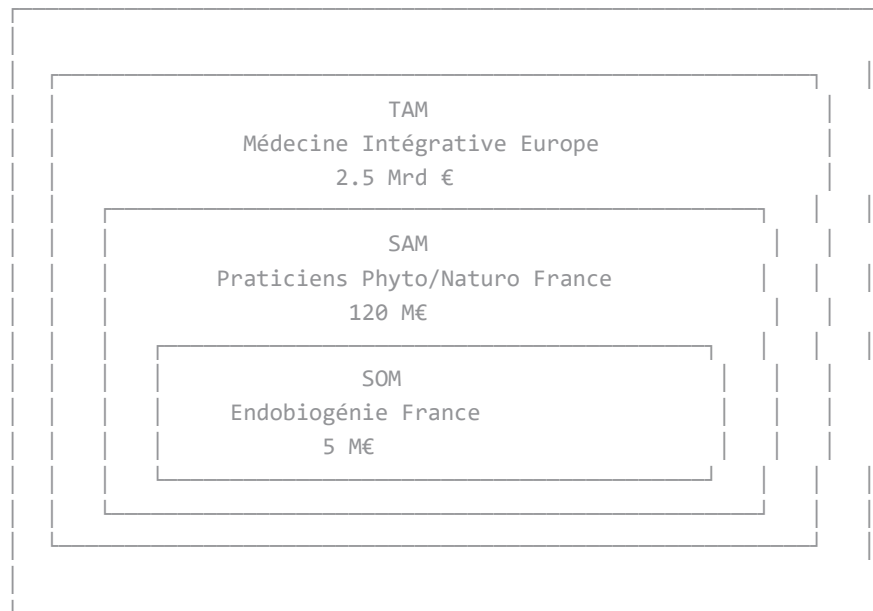 TAM
Médecine Intégrative Europe
2.5 Mrd €
SAM
Praticiens Phyto/Naturo France
120 M€
SOM
Endobiogénie France
5 M€